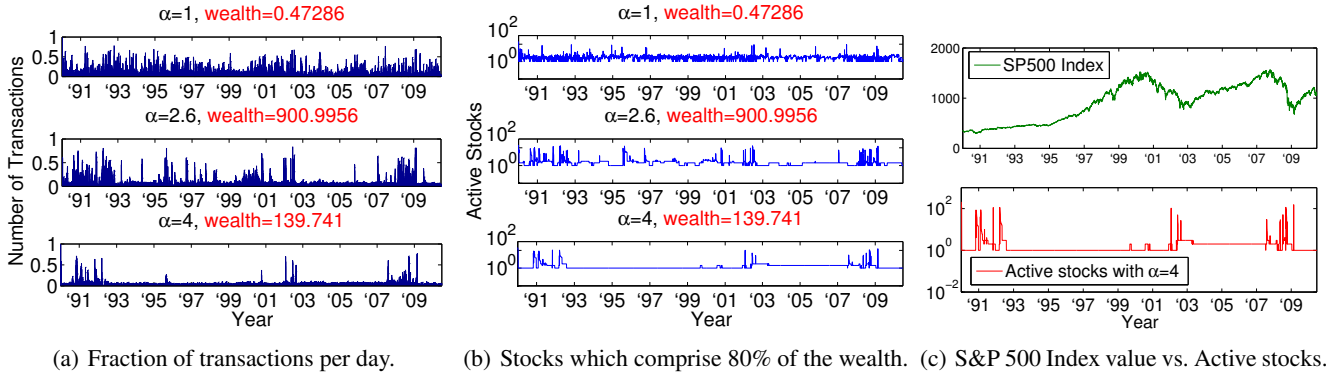 α=1, wealth=0.47286
1
0.5
0
‘91 ‘93 ‘95 ‘97 ‘99 ‘01 ‘03 ‘05 ‘07 ‘09
α=2.6, wealth=900.9956
1
0.5
0
‘91 ‘93 ‘95 ‘97 ‘99 ‘01 ‘03 ‘05 ‘07 ‘09
α=4, wealth=139.741
1
0.5
0
‘91 ‘93 ‘95 ‘97 ‘99 ‘01 ‘03 ‘05 ‘07 ‘09
Number of Transactions
Year
(a) Fraction of transactions per day.
α=1, wealth=0.47286
10^2
10^0
‘91 ‘93 ‘95 ‘97 ‘99 ‘01 ‘03 ‘05 ‘07 ‘09
α=2.6, wealth=900.9956
10^2
10^0
‘91 ‘93 ‘95 ‘97 ‘99 ‘01 ‘03 ‘05 ‘07 ‘09
α=4, wealth=139.741
10^2
10^0
‘91 ‘93 ‘95 ‘97 ‘99 ‘01 ‘03 ‘05 ‘07 ‘09
Active Stocks
Year
(b) Stocks which comprise 80% of the wealth.
2000
1000
0
SP500 Index
‘91 ‘93 ‘95 ‘97 ‘99 ‘01 ‘03 ‘05 ‘07 ‘09
10^2
10^0
10^−2
Active stocks with α=4
‘91 ‘93 ‘95 ‘97 ‘99 ‘01 ‘03 ‘05 ‘07 ‘09
Year
(c) S&P 500 Index value vs. Active stocks.